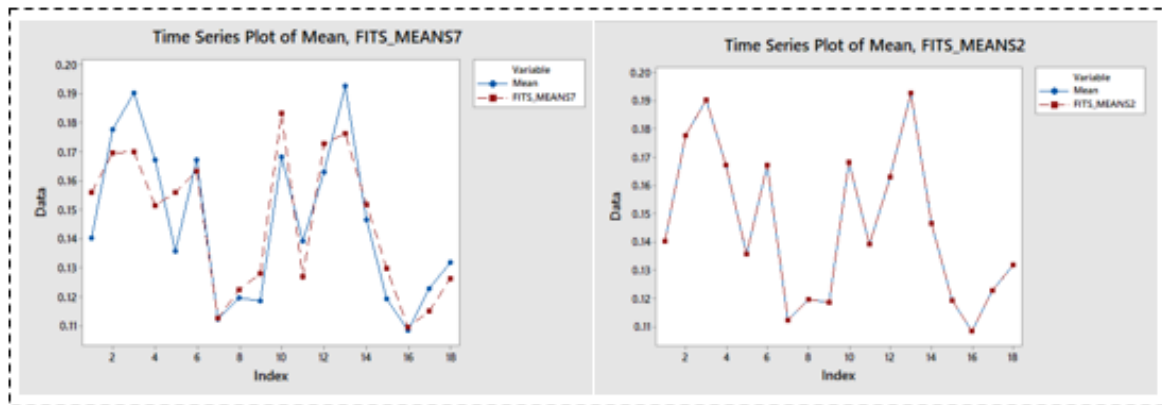 Time Series Plot of Mean, FITS_MEANS7
Variable
Mean
FITS_MEANS7
0.20
0.19
0.18
0.17
0.16
0.15
0.14
0.13
0.12
0.11
Data
2 4 6 8 10 12 14 16 18
Index
Time Series Plot of Mean, FITS_MEANS2
Variable
Mean
FITS_MEANS2
0.20
0.19
0.18
0.17
0.16
0.15
0.14
0.13
0.12
0.11
Data
2 4 6 8 10 12 14 16 18
Index